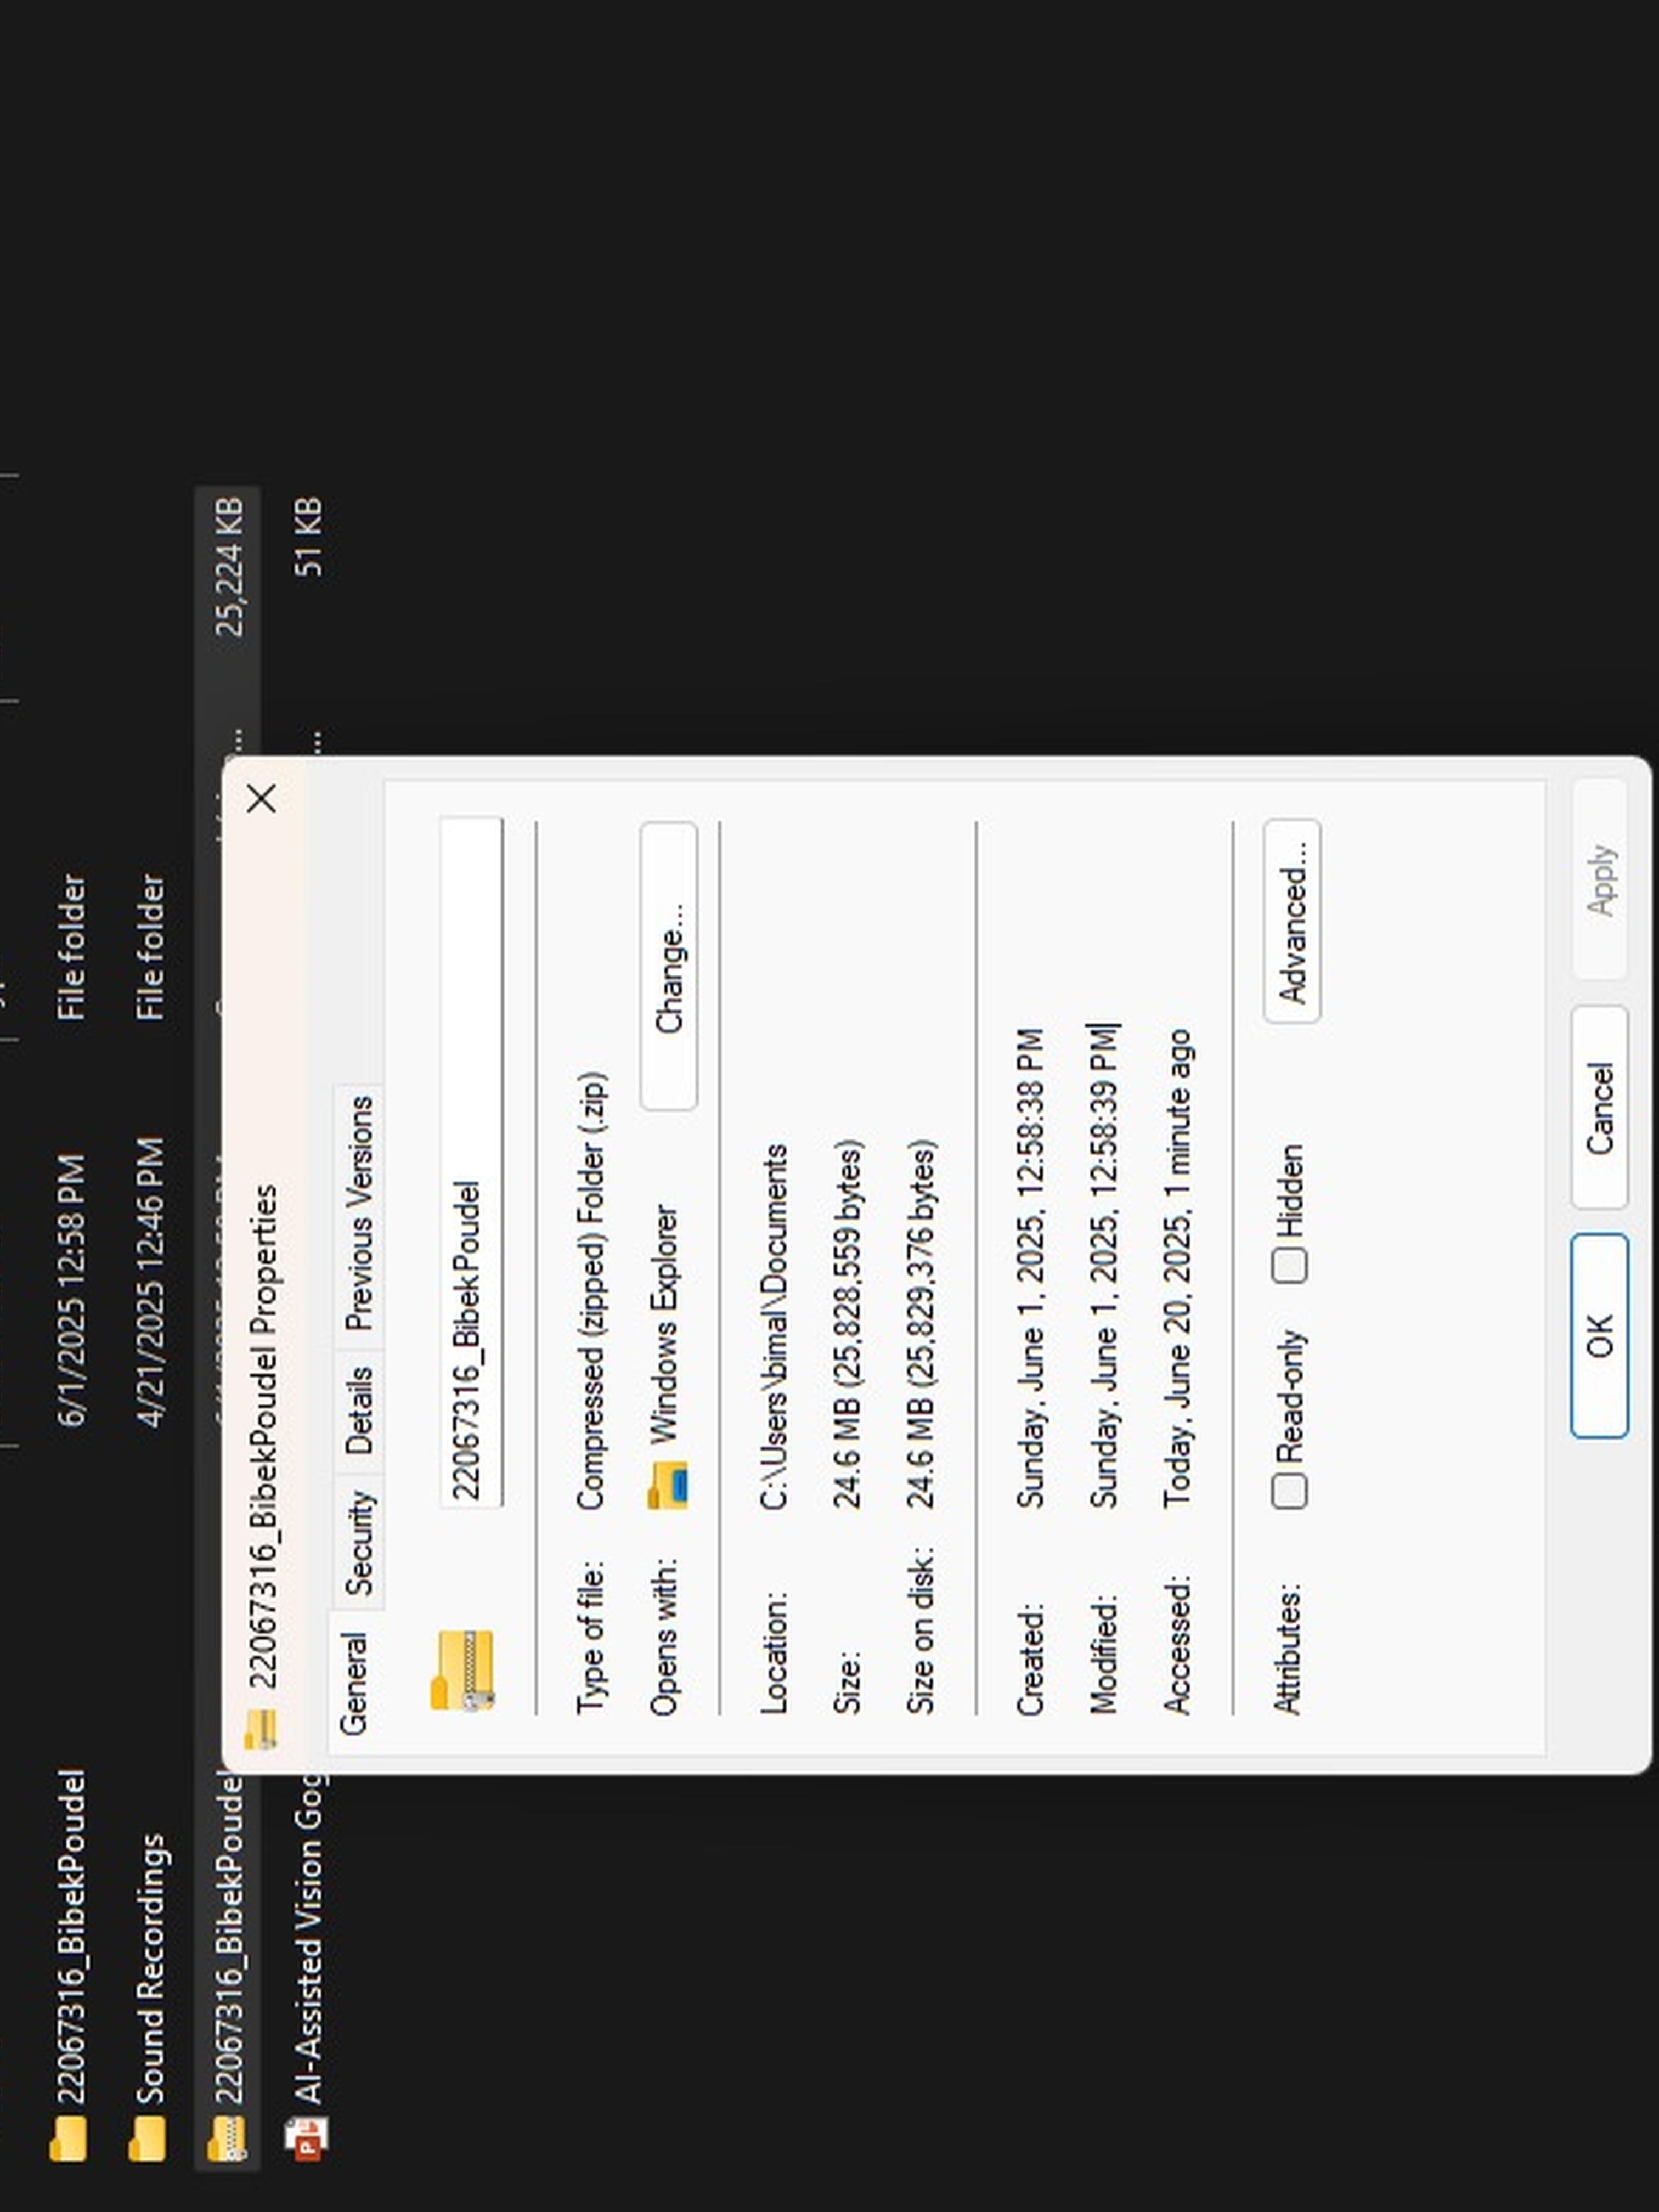 22067316_BibekPoudel
6/1/2025 12:58 PM
File folder
Sound Recordings
4/21/2025 12:46 PM
File folder
22067316_BibekPoudel
25,224 KB
AI-Assisted Vision Gog
51 KB
22067316_BibekPoudel Properties
General
Security
Details
Previous Versions
22067316_BibekPoudel
Type of file: Compressed (zipped) Folder (.zip)
Opens with: Windows Explorer
Change...
Location: C:\Users\bimal\Documents
Size: 24.6 MB (25,828,559 bytes)
Size on disk: 24.6 MB (25,829,376 bytes)
Created: Sunday, June 1, 2025, 12:58:38 PM
Modified: Sunday, June 1, 2025, 12:58:39 PM
Accessed: Today, June 20, 2025, 1 minute ago
Attributes: Read-only Hidden
Advanced...
OK
Cancel
Apply